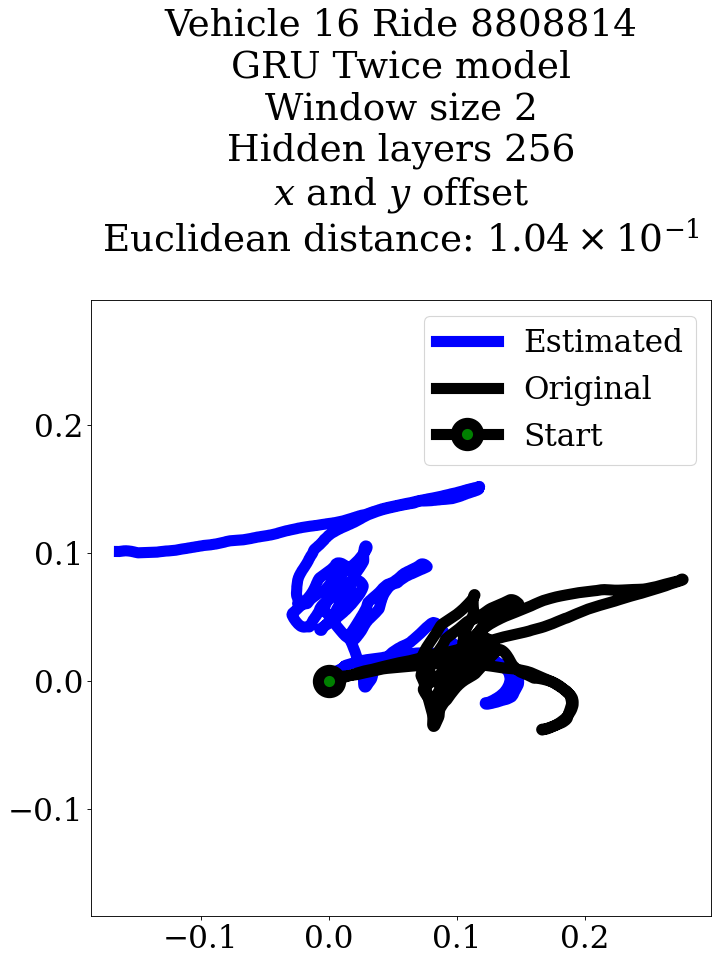 Vehicle 16 Ride 8808814
GRU Twice model
Window size 2
Hidden layers 256
x and y offset
Euclidean distance: 1.04 × 10⁻¹
Estimated
Original
Start
0.2
0.1
0.0
−0.1
−0.1 0.0 0.1 0.2